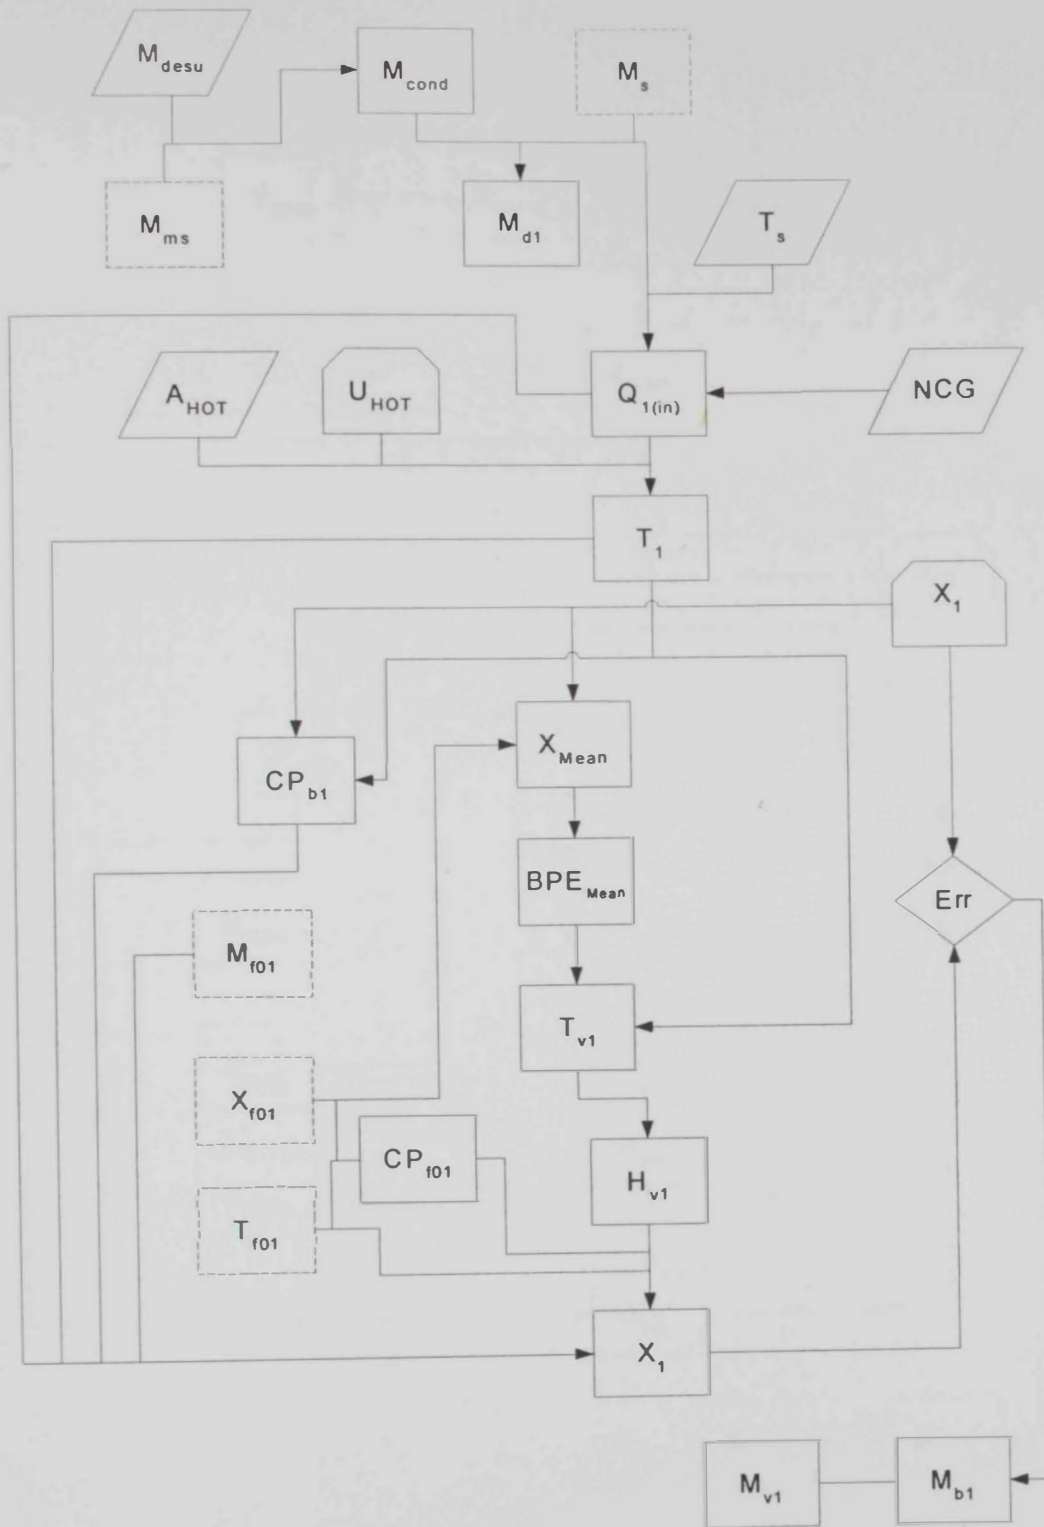 M desu
M cond
M s
M ms
M d1
T s
A HOT
U HOT
Q 1(in)
NCG
T 1
X 1
CP b1
X Mean
BPE Mean
Err
M f01
T v1
X f01
CP f01
H v1
T f01
X 1
M v1
M b1